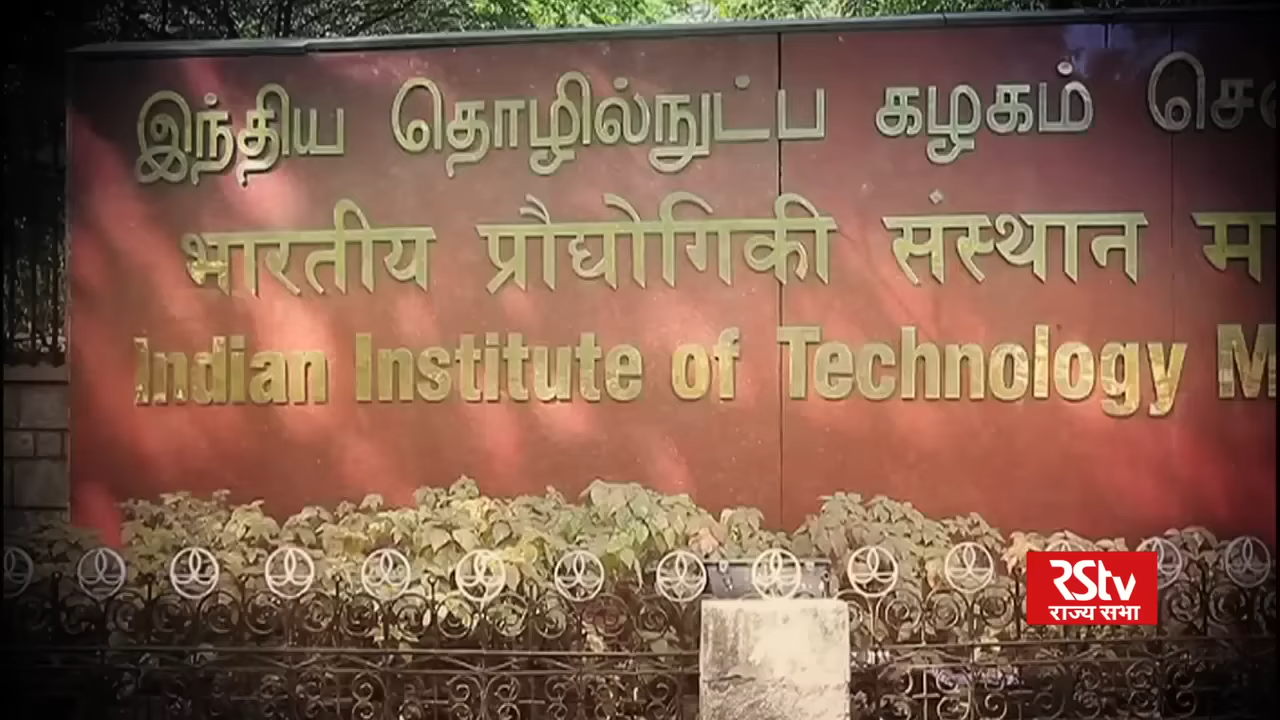 இந்திய தொழில்நுட்ப கழகம் செ
भारतीय प्रौद्योगिकी संस्थान म
Indian Institute of Technology M
RStv
राज्य सभा